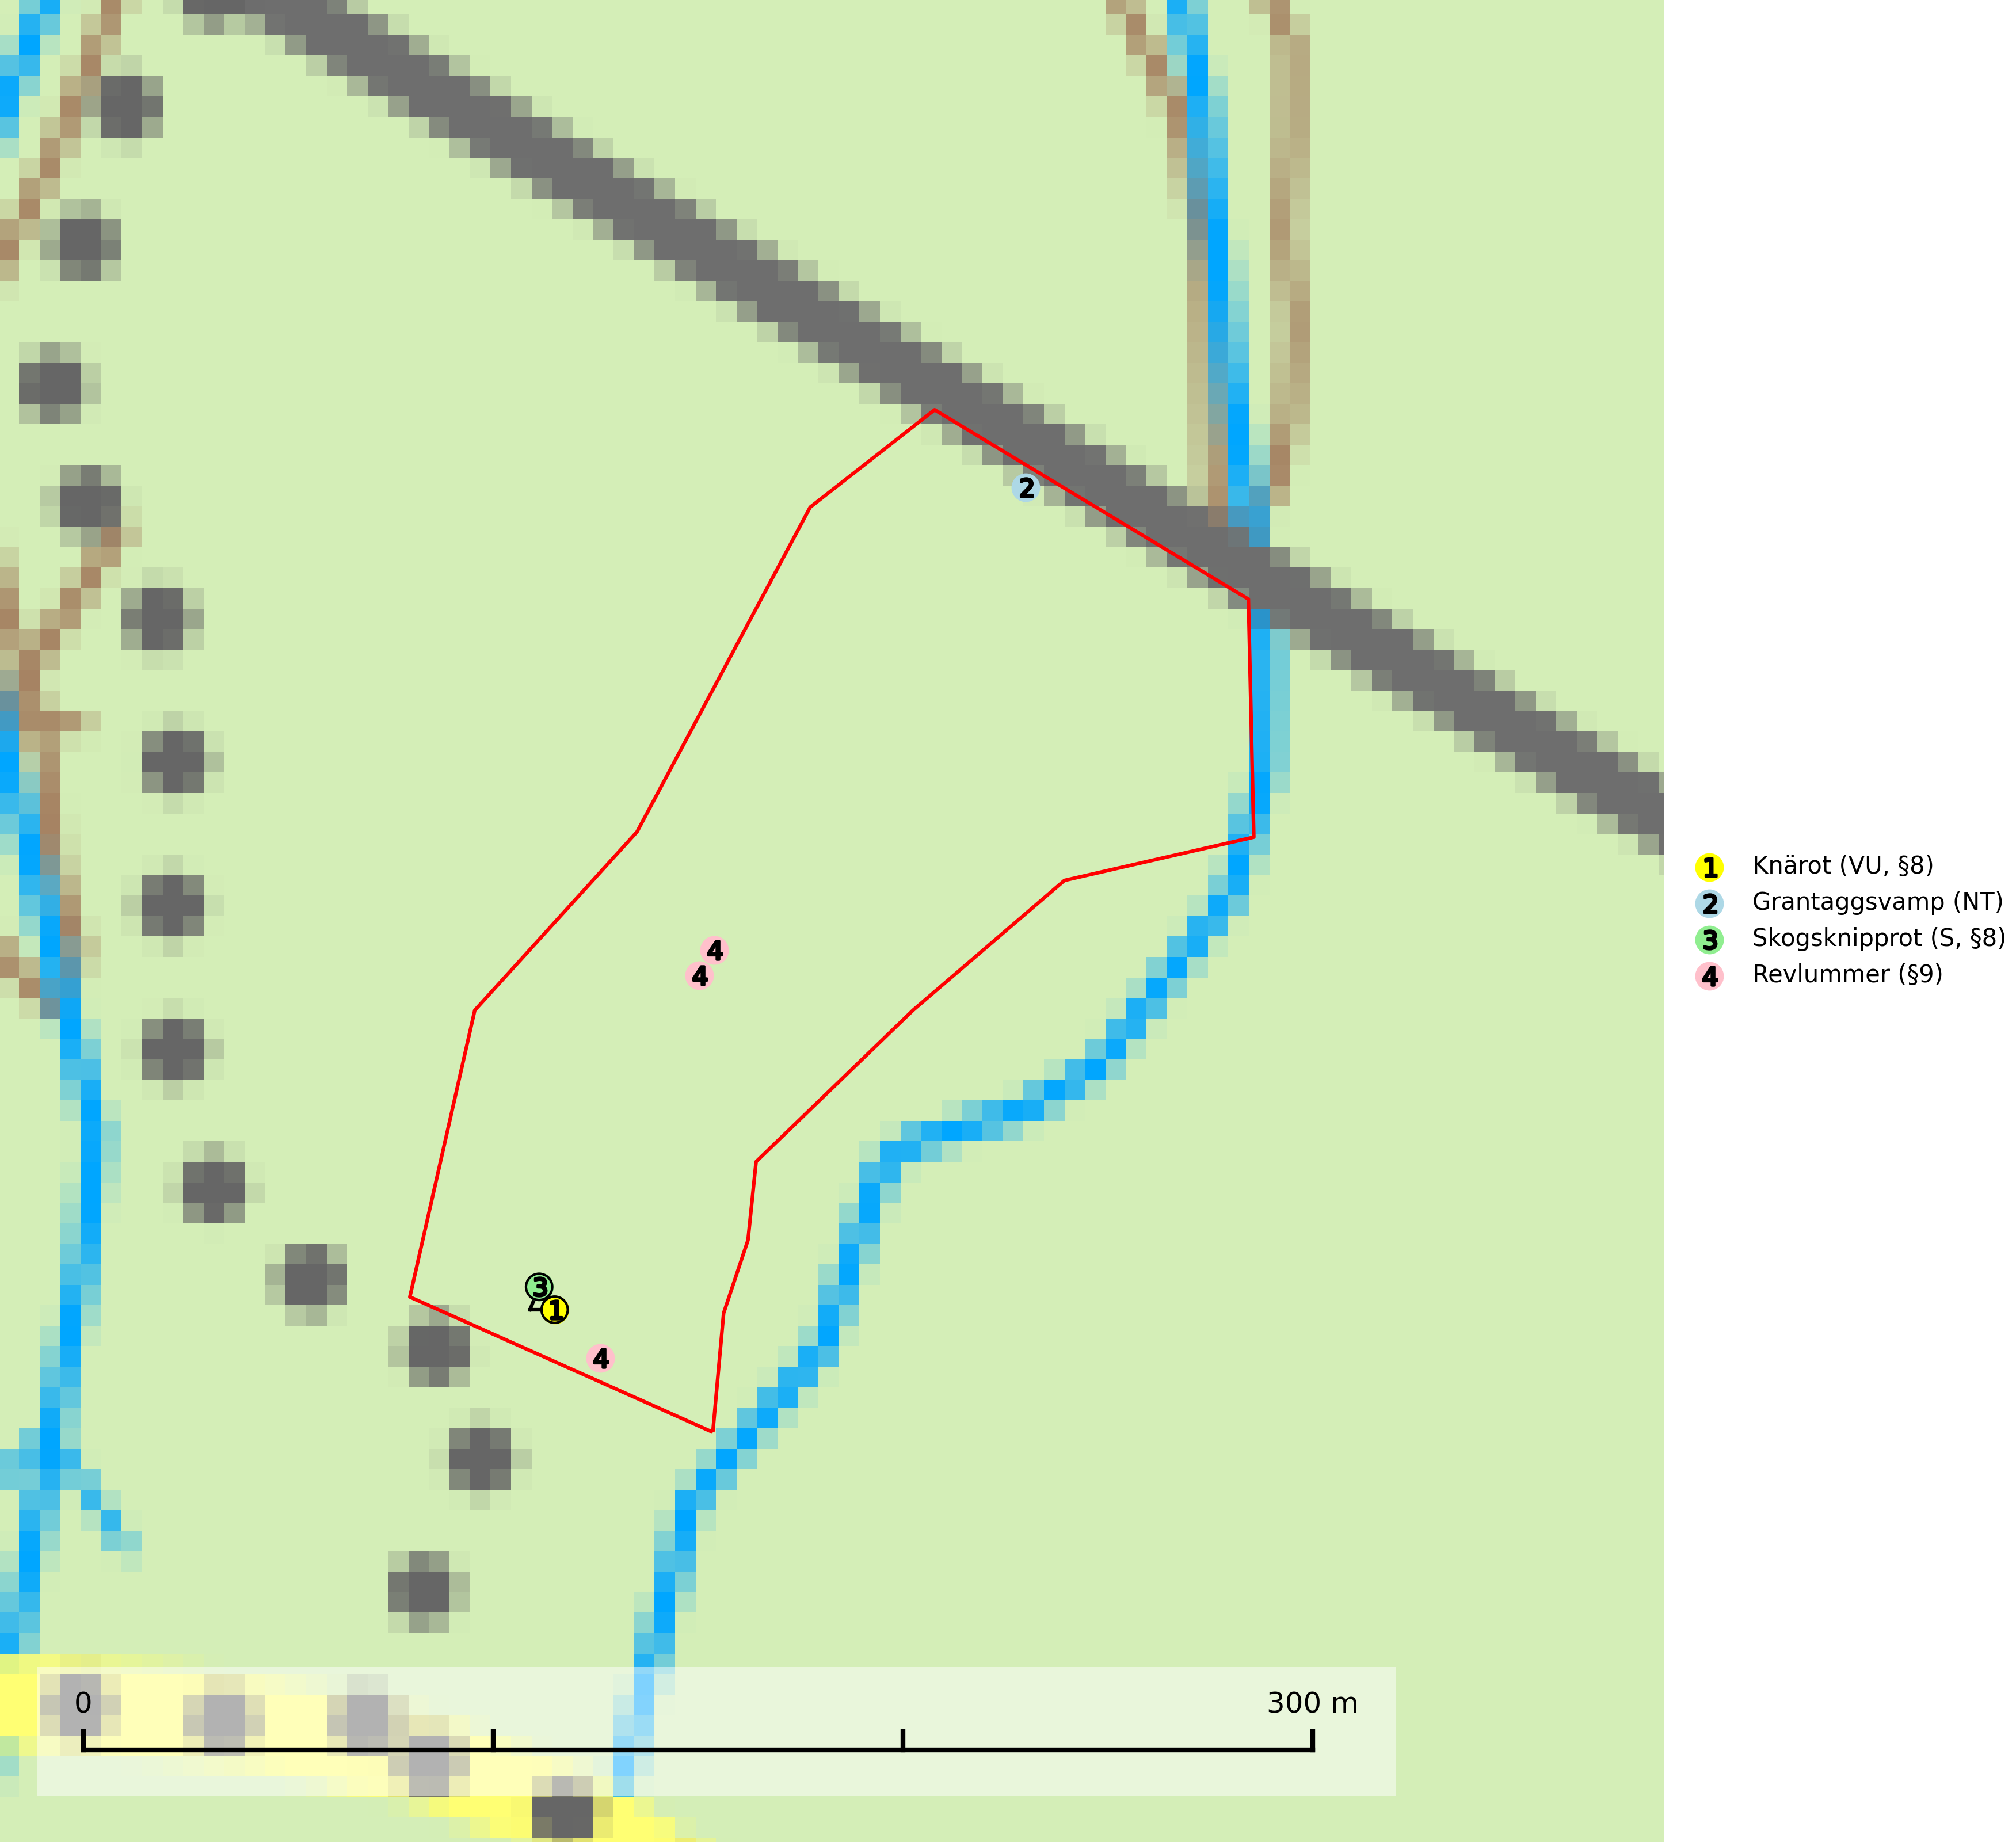 2
4
4
3
1
4
1 Knärot (VU, §8)
2 Grantaggsvamp (NT)
3 Skogsknipprot (S, §8)
4 Revlummer (§9)
0 300 m